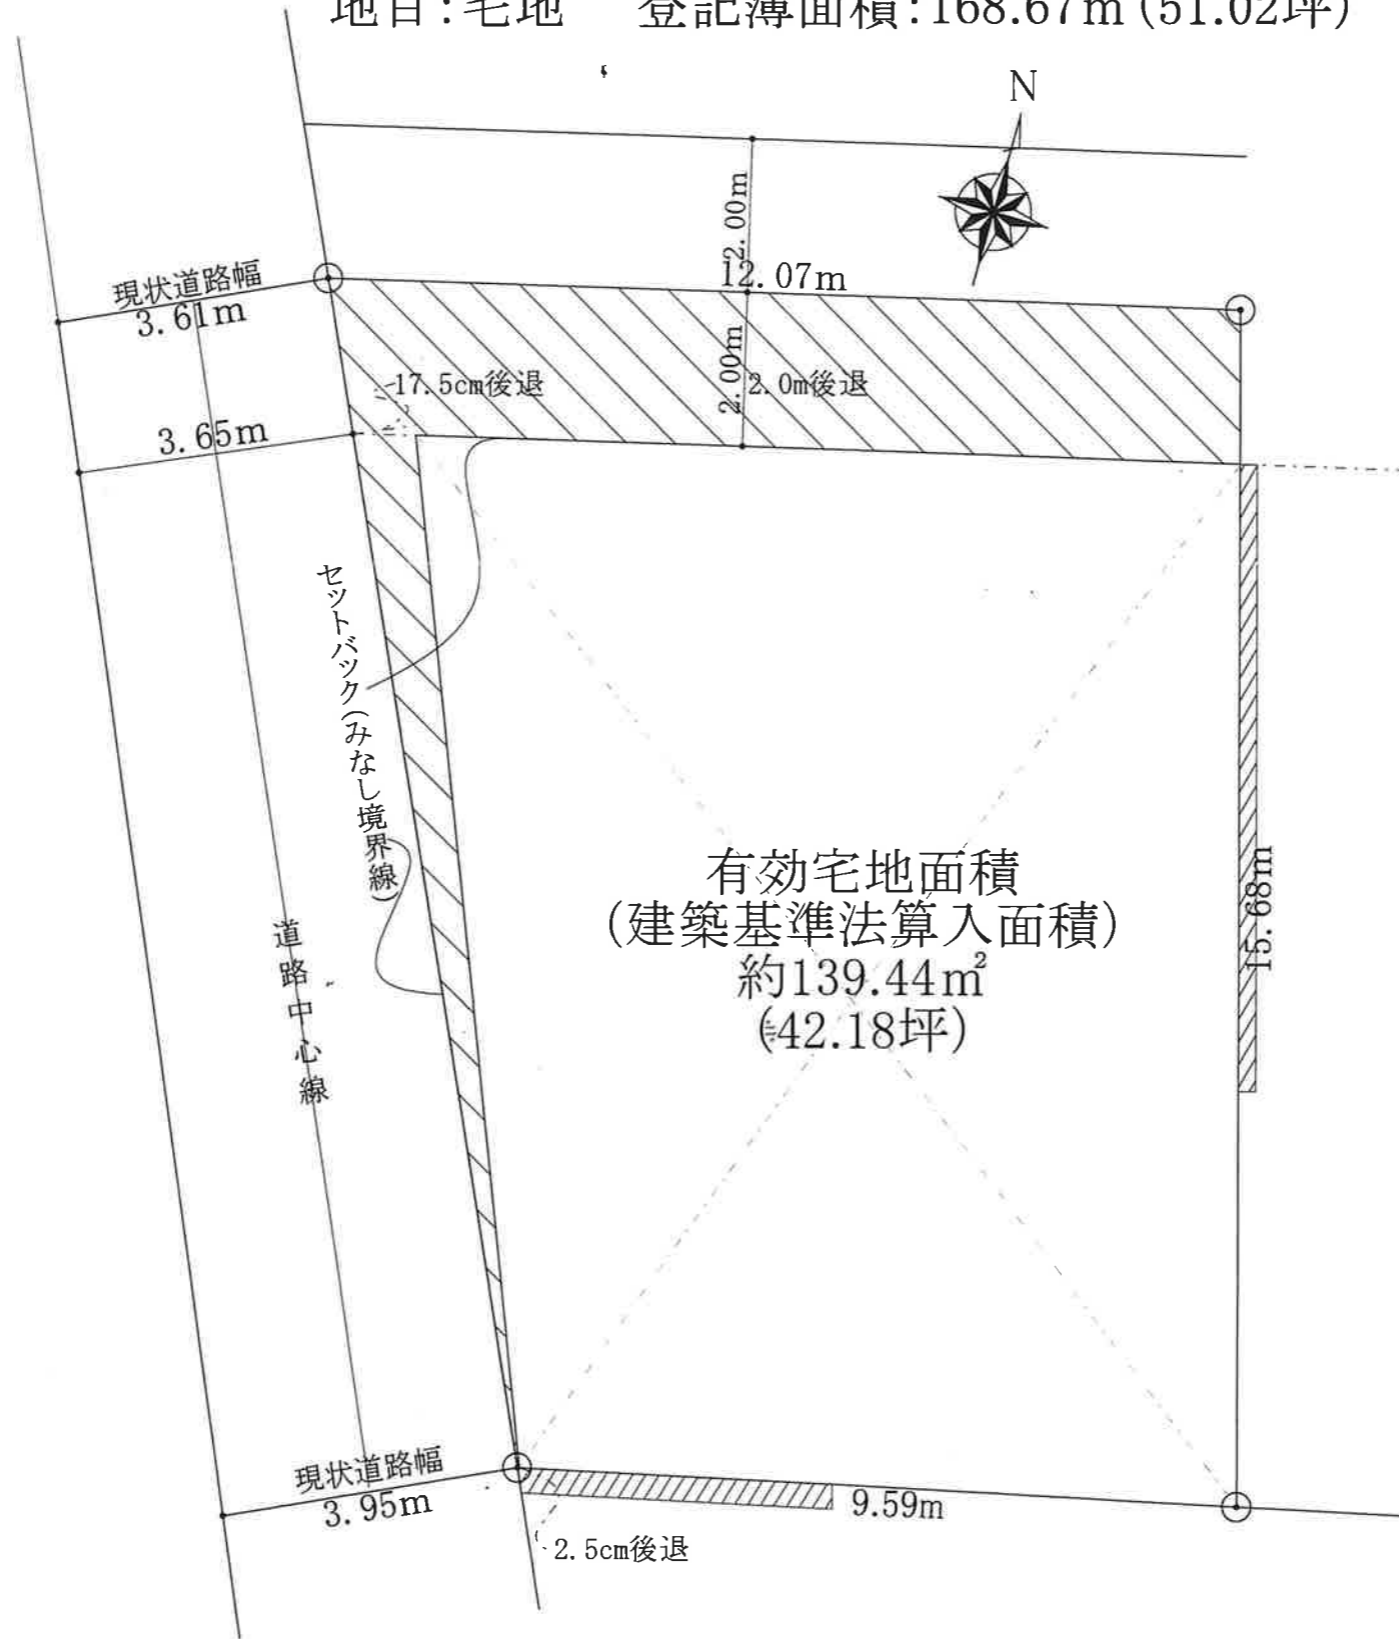 地目:宅地 登記簿面積:168.67㎡(51.02坪)
N
2.00m
12.07m
現状道路幅
3.61m
2.00m
17.5cm後退
2.0m後退
3.65m
セットバック(みなし境界線)
有効宅地面積
(建築基準法算入面積)
約139.44㎡
(42.18坪)
15.68m
道路中心線
現状道路幅
3.95m
9.59m
2.5cm後退